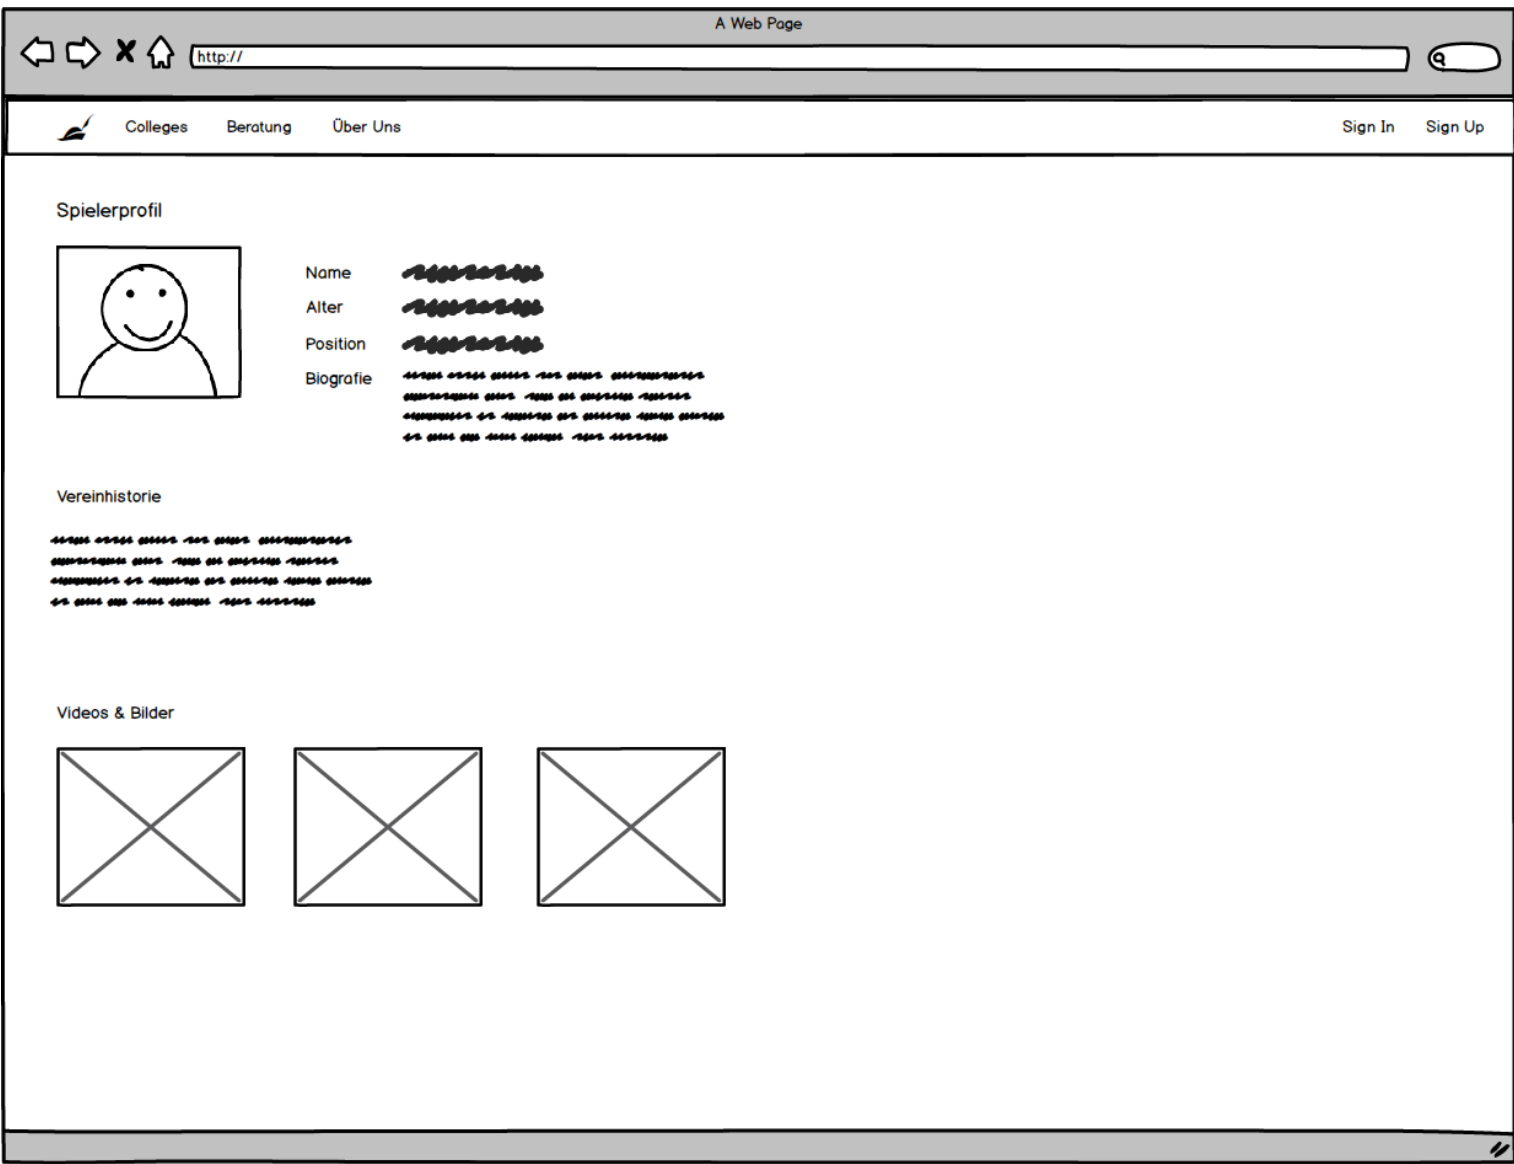 A Web Page
http://
Colleges Beratung Über Uns Sign In Sign Up
Spielerprofil
Name
Alter
Position
Biografie
Vereinhistorie
Videos & Bilder